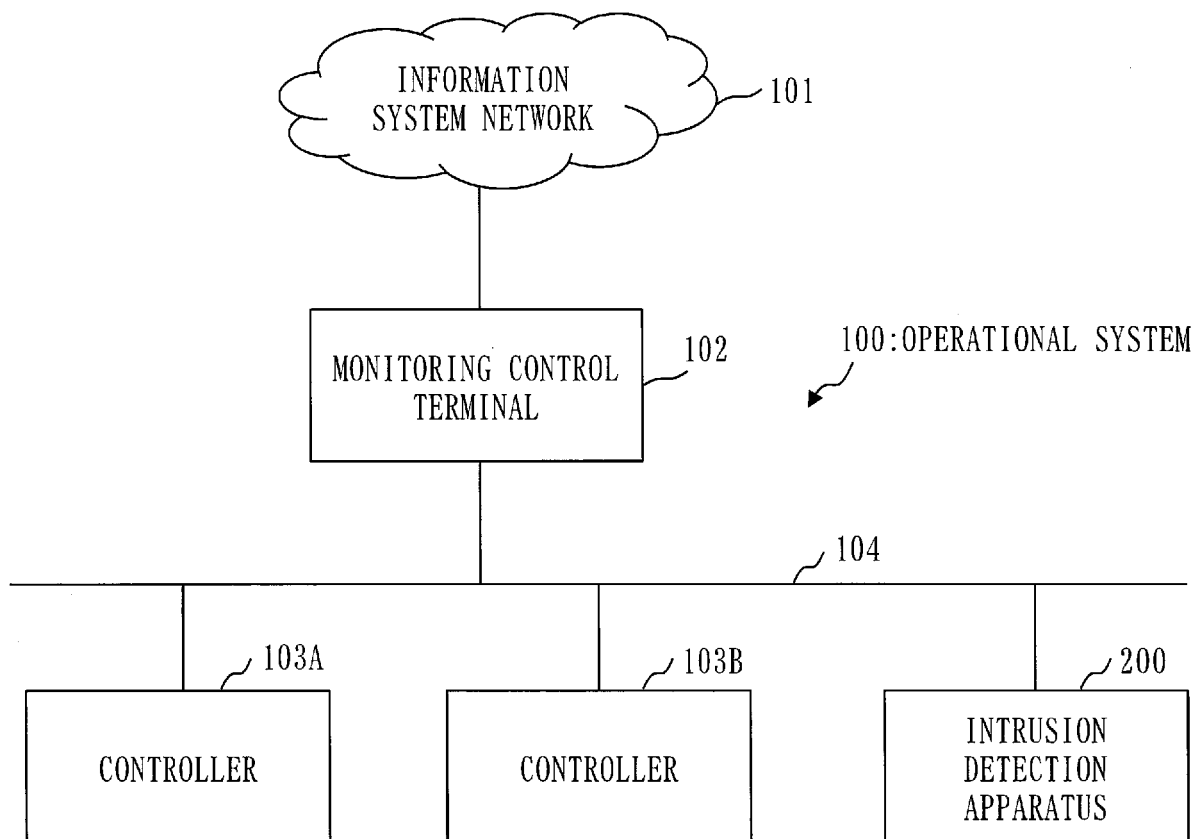 INFORMATION
SYSTEM NETWORK
101
102
MONITORING CONTROL
TERMINAL
100:OPERATIONAL SYSTEM
104
103A
103B
200
CONTROLLER
CONTROLLER
INTRUSION
DETECTION
APPARATUS